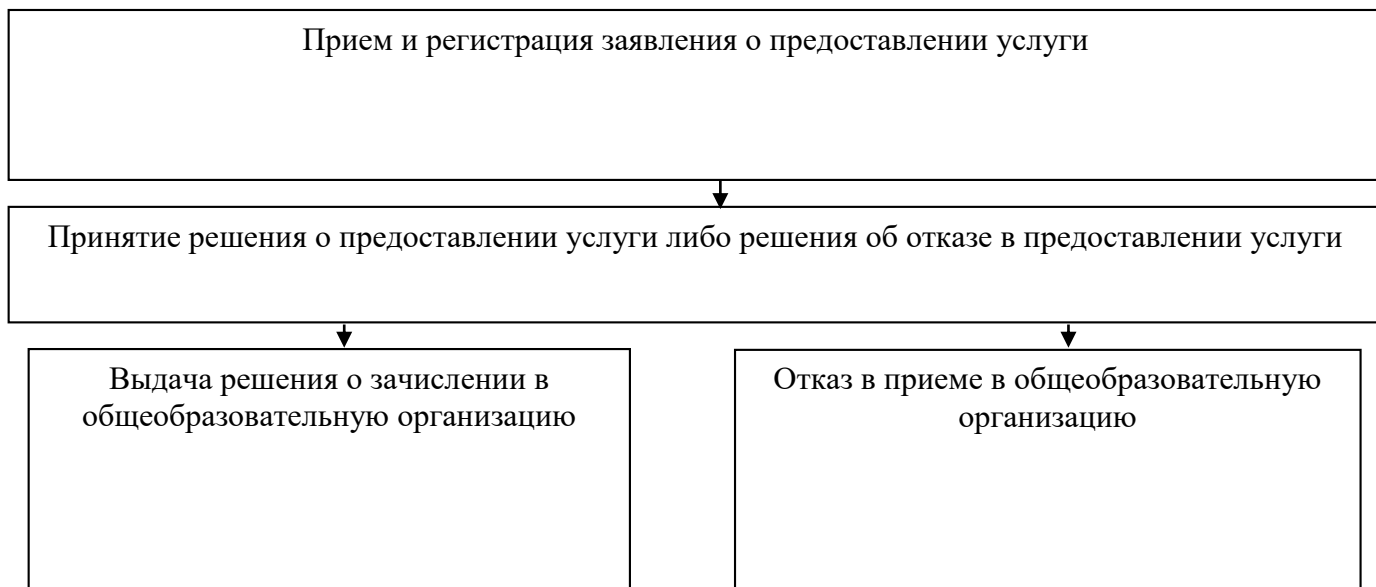 Прием и регистрация заявления о предоставлении услуги
Принятие решения о предоставлении услуги либо решения об отказе в предоставлении услуги
Выдача решения о зачислении в
общеобразовательную организацию
Отказ в приеме в общеобразовательную
организацию